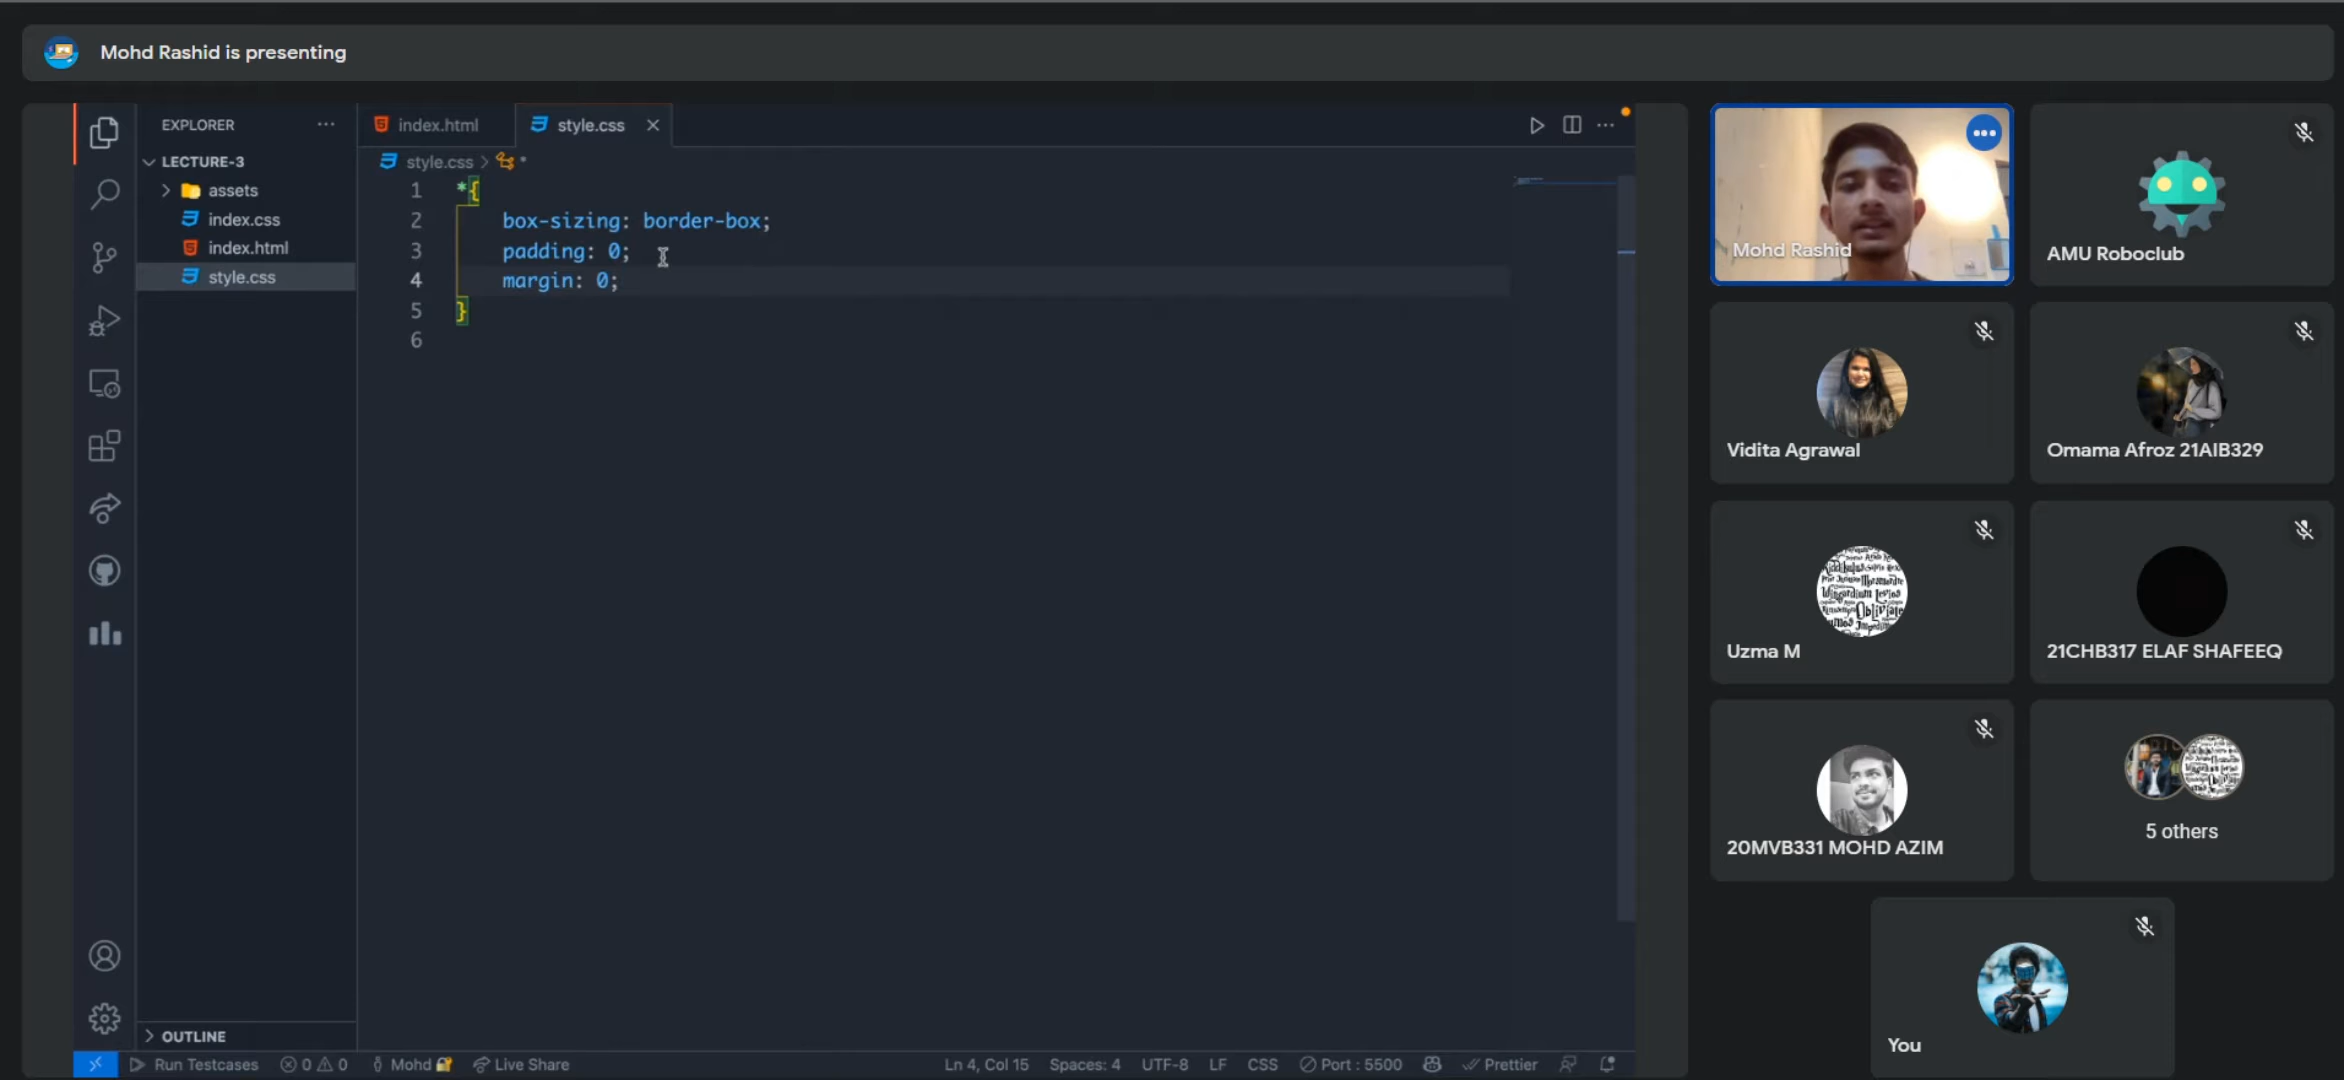 Mohd Rashid is presenting
EXPLORER
LECTURE-3
assets
index.css
index.html
style.css
OUTLINE
index.html
style.css
style.css > *
1 *{
2 box-sizing: border-box;
3 padding: 0;
4 margin: 0;
5 }
6
Run Testcases 0 0 Mohd Live Share Ln 4, Col 15 Spaces: 4 UTF-8 LF CSS Port : 5500 Prettier
Mohd Rashid
AMU Roboclub
Vidita Agrawal
Omama Afroz 21AIB329
Uzma M
21CHB317 ELAF SHAFEEQ
20MVB331 MOHD AZIM
5 others
You